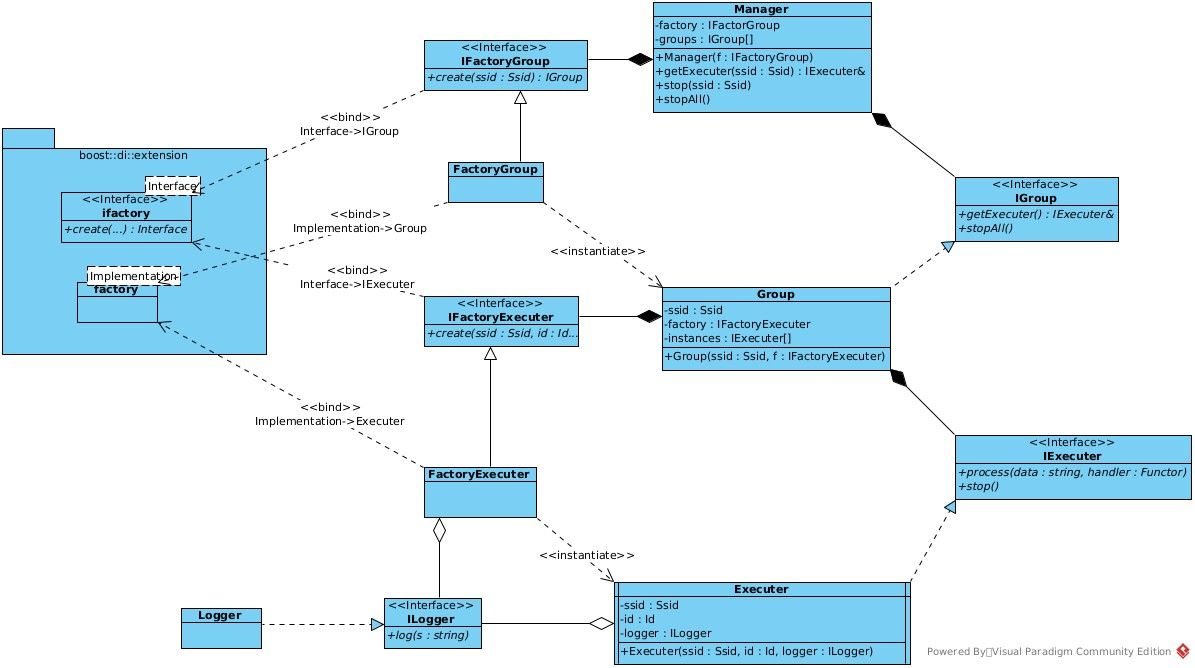 Manager
-factory : IFactorGroup
-groups : IGroup[]
+Manager(f : IFactoryGroup)
+getExecuter(ssid : Ssid) : IExecuter&
+stop(ssid : Ssid)
+stopAll()
<<Interface>>
IFactoryGroup
+create(ssid : Ssid) : IGroup
<<bind>>
Interface->IGroup
boost::di::extension
Interface
<<Interface>>
ifactory
+create(...) : Interface
FactoryGroup
<<Interface>>
IGroup
+getExecuter() : IExecuter&
+stopAll()
<<bind>>
Implementation->Group
<<instantiate>>
<<bind>>
Interface->IExecuter
Implementation
factory
<<Interface>>
IFactoryExecuter
+create(ssid : Ssid, id : Id...
Group
-ssid : Ssid
-factory : IFactoryExecuter
-instances : IExecuter[]
+Group(ssid : Ssid, f : IFactoryExecuter)
<<bind>>
Implementation->Executer
<<Interface>>
IExecuter
+process(data : string, handler : Functor)
+stop()
FactoryExecuter
<<instantiate>>
Executer
-ssid : Ssid
-id : Id
-logger : ILogger
+Executer(ssid : Ssid, id : Id, logger : ILogger)
Logger
<<Interface>>
ILogger
+log(s : string)
Powered By Visual Paradigm Community Edition